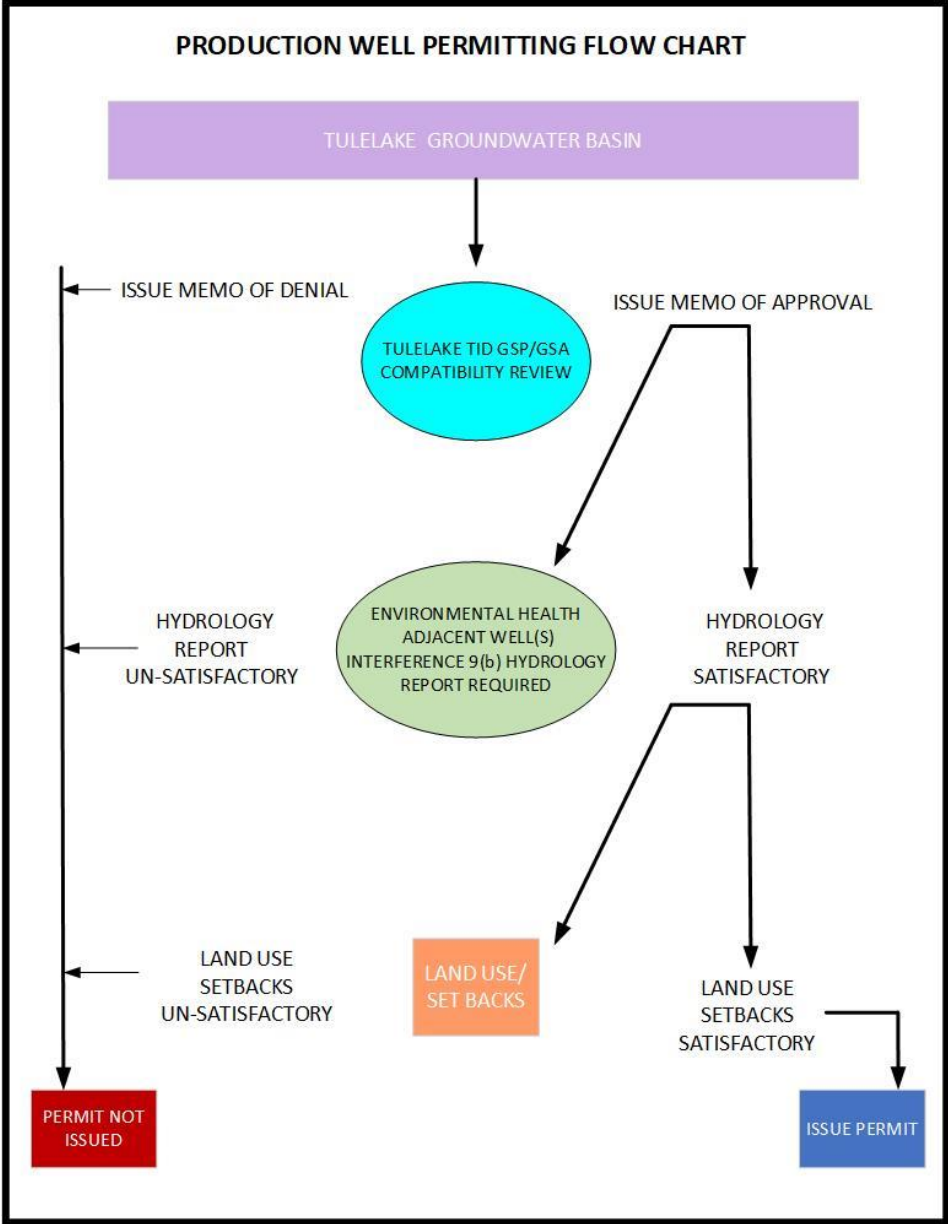 PRODUCTION WELL PERMITTING FLOW CHART
TULELAKE GROUNDWATER BASIN
ISSUE MEMO OF DENIAL
TULELAKE TID GSP/GSA
COMPATIBILITY REVIEW
ISSUE MEMO OF APPROVAL
HYDROLOGY
REPORT
UN-SATISFACTORY
ENVIRONMENTAL HEALTH
ADJACENT WELL(S)
INTERFERENCE 9(b) HYDROLOGY
REPORT REQUIRED
HYDROLOGY
REPORT
SATISFACTORY
LAND USE
SETBACKS
UN-SATISFACTORY
LAND USE/
SET BACKS
LAND USE
SETBACKS
SATISFACTORY
PERMIT NOT
ISSUED
ISSUE PERMIT